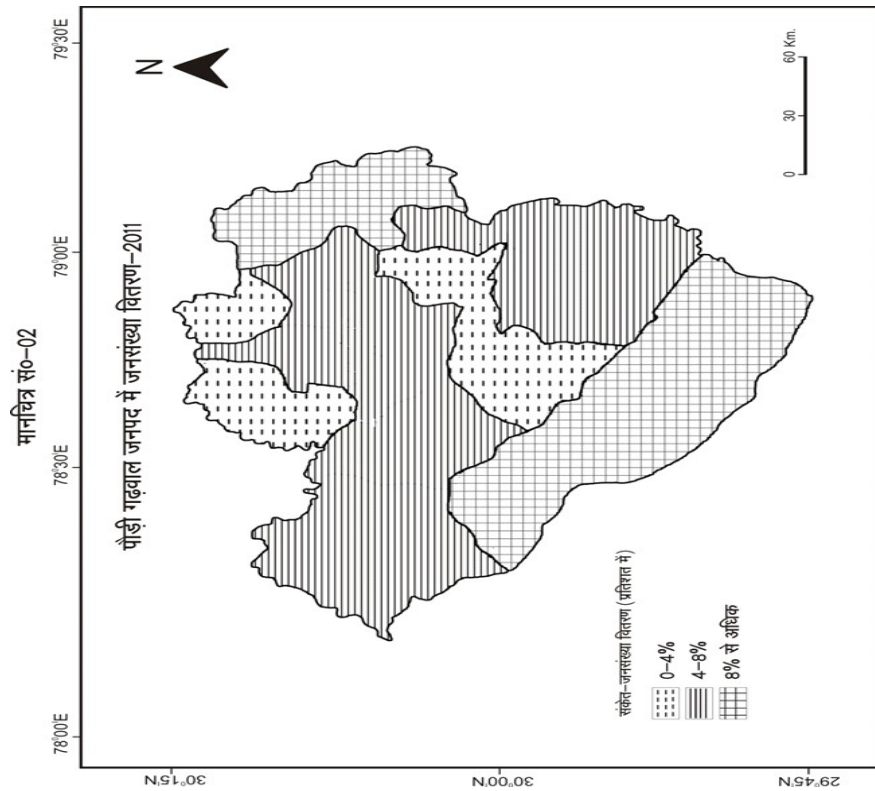 मानचित्र सं०–02
पौड़ी गढ़वाल जनपद में जनसंख्या वितरण–2011
N
78°00'E
78°30'E
79°00'E
79°30'E
30°15'N
30°00'N
29°45'N
संकेत–जनसंख्या वितरण (प्रतिशत में)
0–4%
4–8%
8% से अधिक
0 30 60 Km.